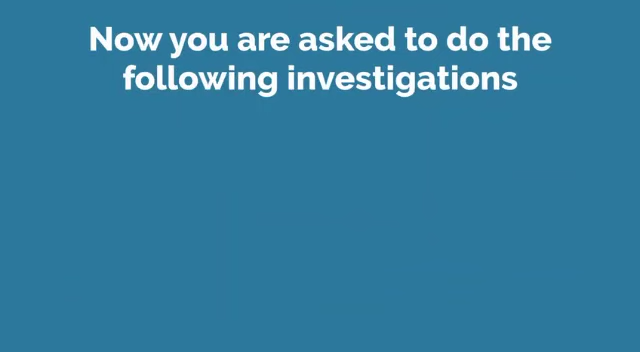 Now you are asked to do the
following investigations